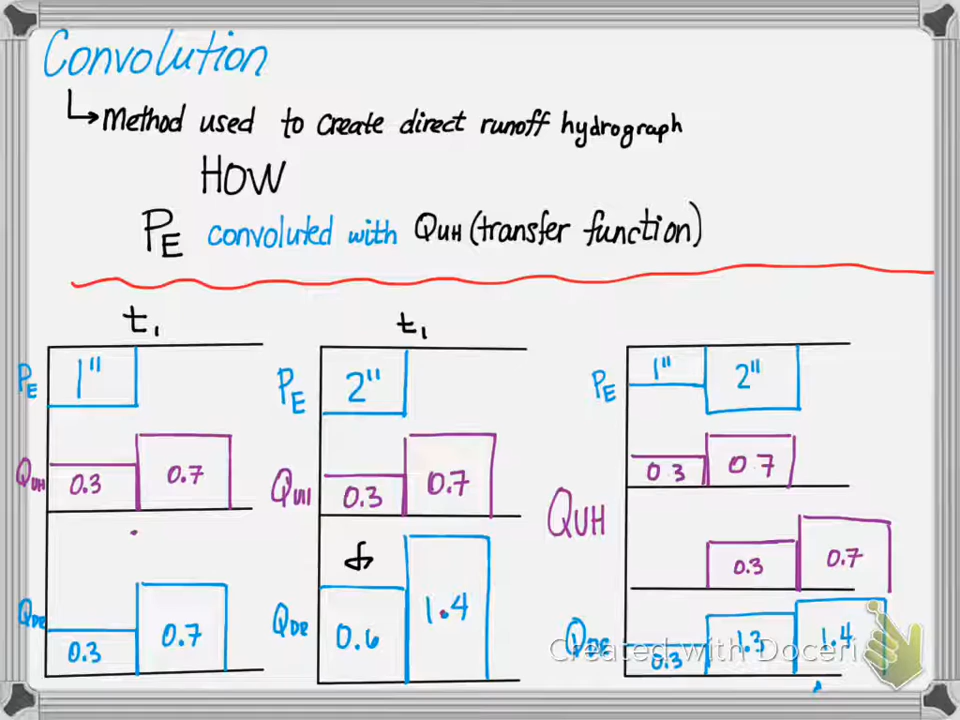 Convolution
Method used to create direct runoff hydrograph
HOW
PE convoluted with QUH (transfer function)
t1 t1
PE 1" PE 2" PE 1" 2"
QUH 0.3 0.7 QUH 0.3 0.7 QUH 0.3 0.7
0.3 0.7
QDR 0.3 0.7 QDR 0.6 1.4 QDR 0.3 1.3 1.4
Created with Doceri